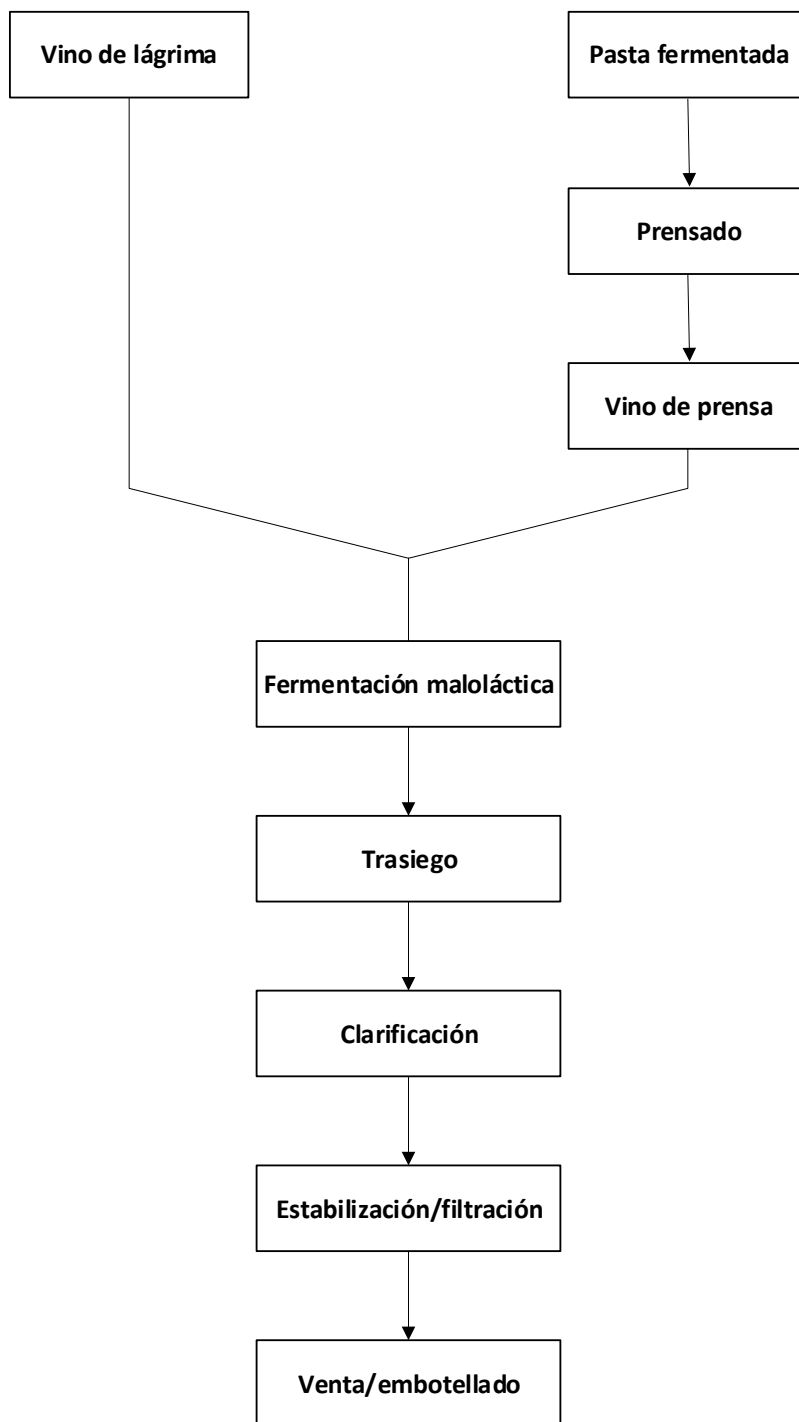 Vino de lágrima
Pasta fermentada
Prensado
Vino de prensa
Fermentación maloláctica
Trasiego
Clarificación
Estabilización/filtración
Venta/embotellado